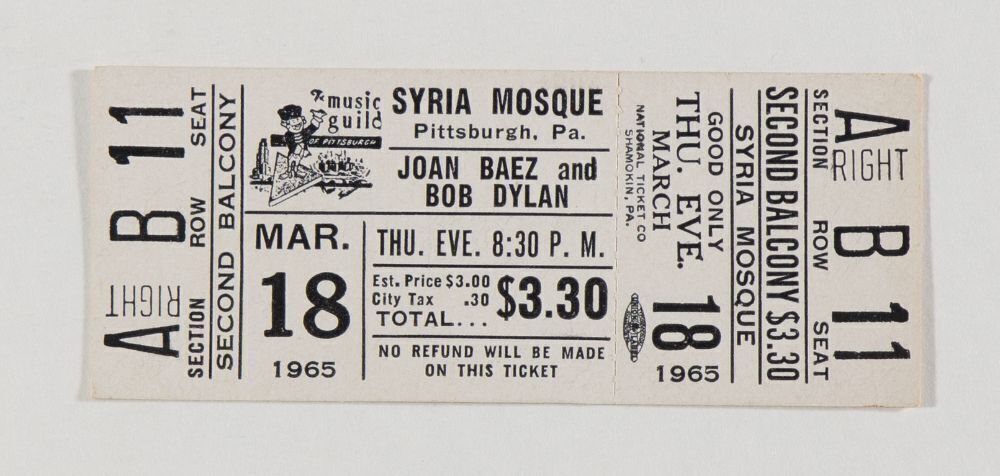 SECTION ROW SEAT
A RIGHT B 11
SECOND BALCONY
The music
guild
OF PITTSBURGH
SYRIA MOSQUE
Pittsburgh, Pa.
JOAN BAEZ and
BOB DYLAN
MAR.
18
1965
THU. EVE. 8:30 P. M.
Est. Price $3.00
City Tax .30
TOTAL...
$3.30
NO REFUND WILL BE MADE
ON THIS TICKET
NATIONAL TICKET CO
SHAMOKIN, PA.
MARCH
THU. EVE.
GOOD ONLY
18
1965
SYRIA MOSQUE
SECOND BALCONY $3.30
SECTION ROW SEAT
A RIGHT B 11